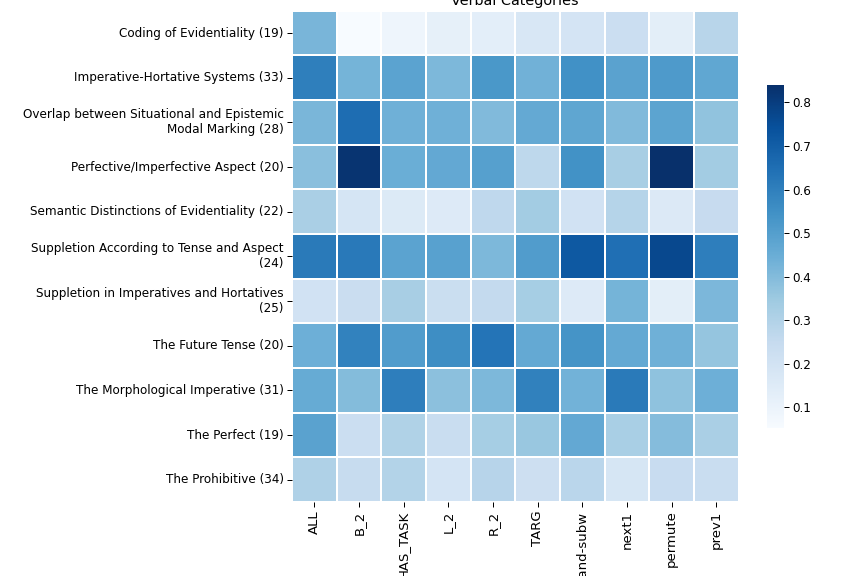 Verbal Categories
Coding of Evidentiality (19)
Imperative-Hortative Systems (33)
Overlap between Situational and Epistemic
Modal Marking (28)
Perfective/Imperfective Aspect (20)
Semantic Distinctions of Evidentiality (22)
Suppletion According to Tense and Aspect
(24)
Suppletion in Imperatives and Hortatives
(25)
The Future Tense (20)
The Morphological Imperative (31)
The Perfect (19)
The Prohibitive (34)
0.8
0.7
0.6
0.5
0.4
0.3
0.2
0.1
ALL
B_2
HAS_TASK
L_2
R_2
TARG
and-subw
next1
permute
prev1